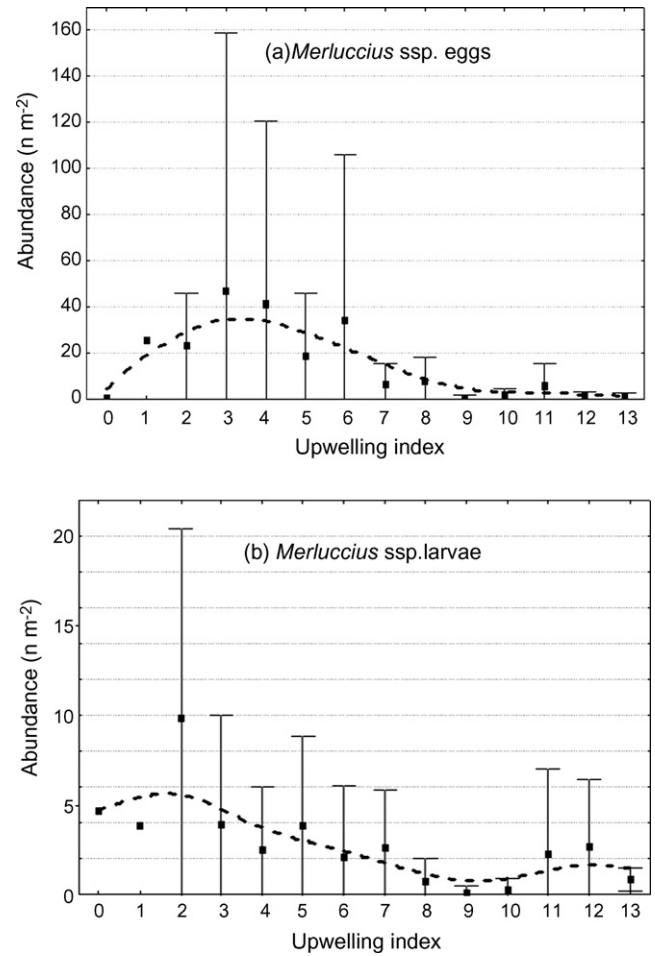 160
(a)Merluccius ssp. eggs
140
120
100
80
60
40
20
0
Abundance (n m-2)
0 1 2 3 4 5 6 7 8 9 10 11 12 13
Upwelling index
20
(b) Merluccius ssp.larvae
15
10
5
0
Abundance (n m-2)
0 1 2 3 4 5 6 7 8 9 10 11 12 13
Upwelling index